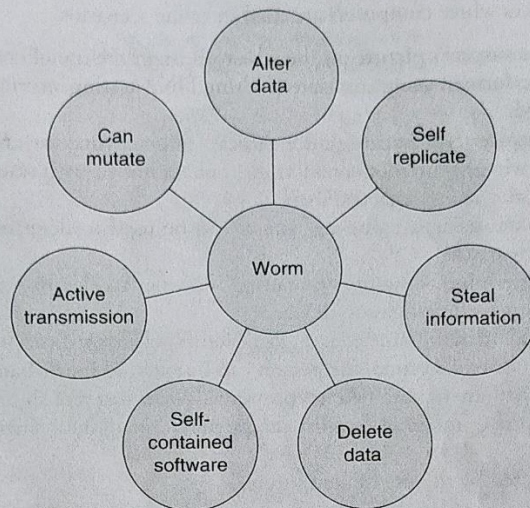 Alter
data
Self
replicate
Steal
information
Delete
data
Self-
contained
software
Active
transmission
Can
mutate
Worm